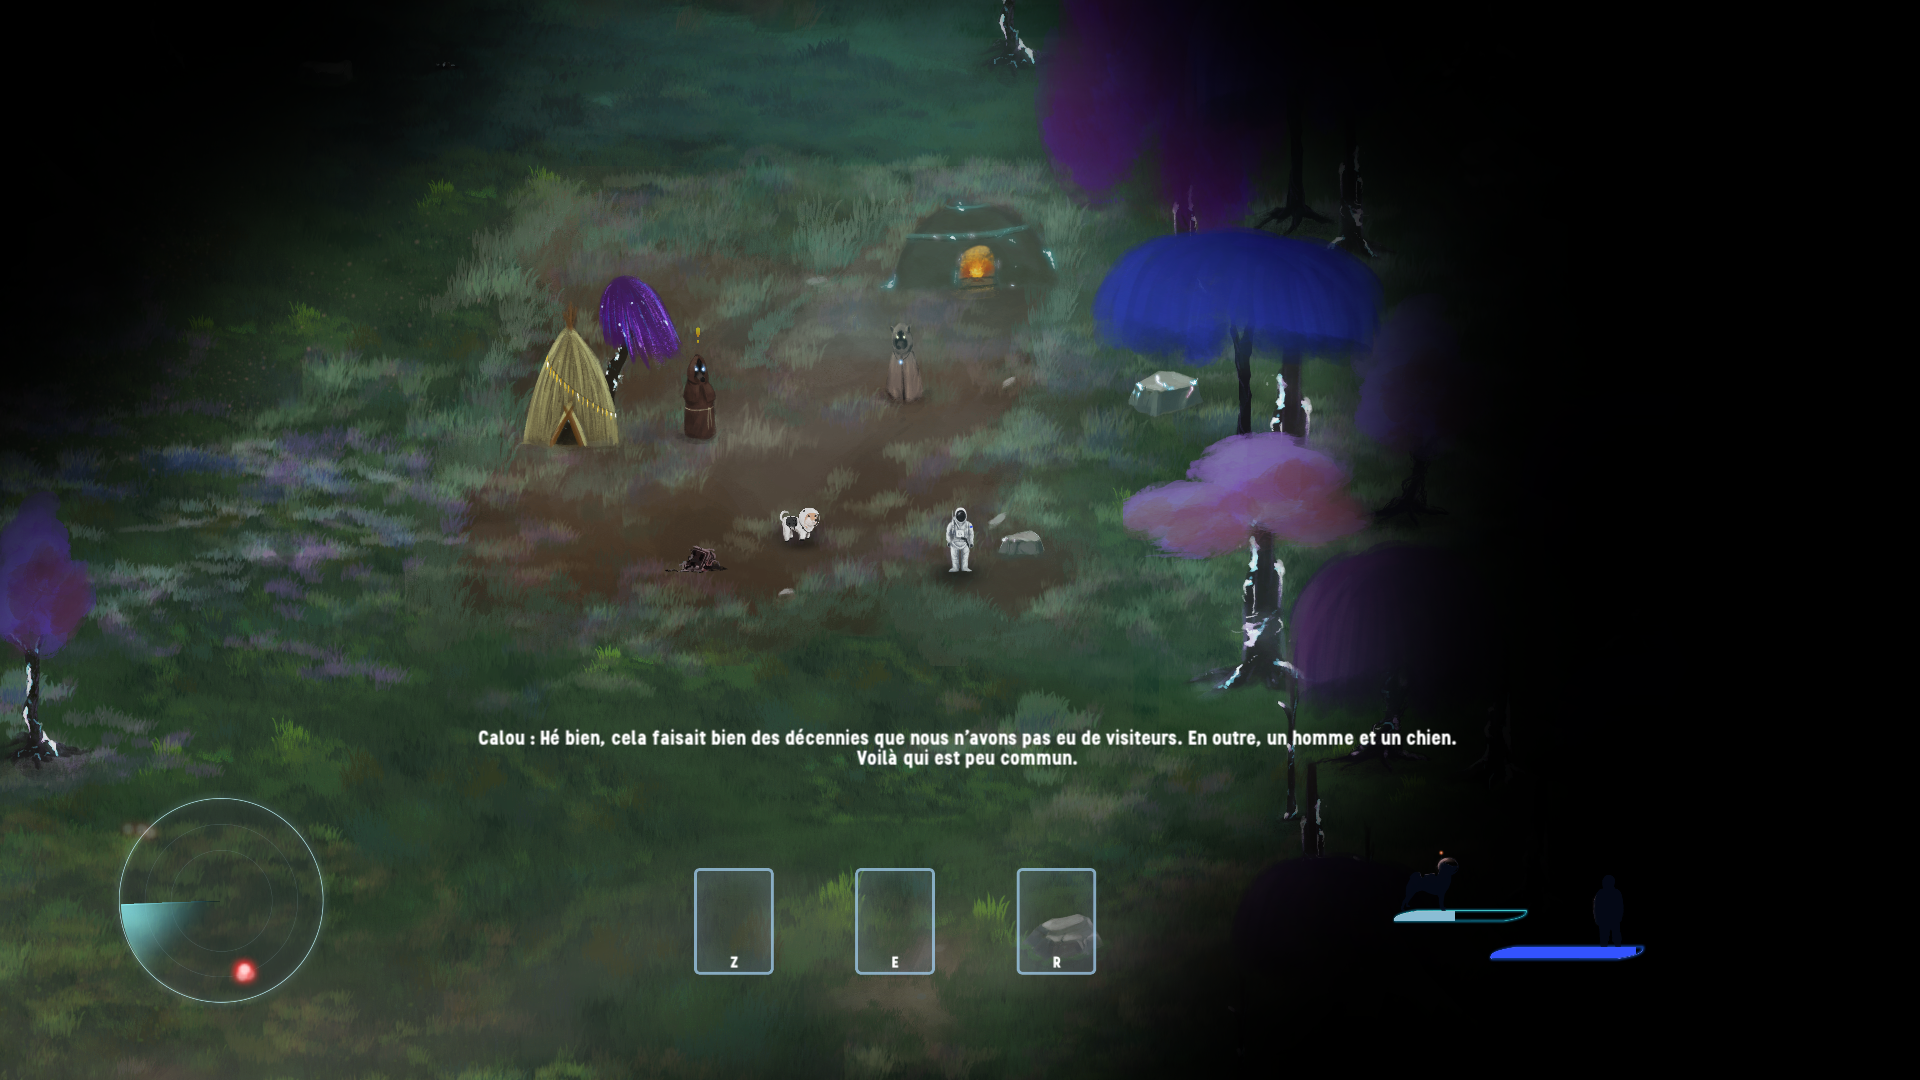 Calou : Hé bien, cela faisait bien des décennies que nous n'avons pas eu de visiteurs. En outre, un homme et un chien.
Voilà qui est peu commun.
Z
E
R